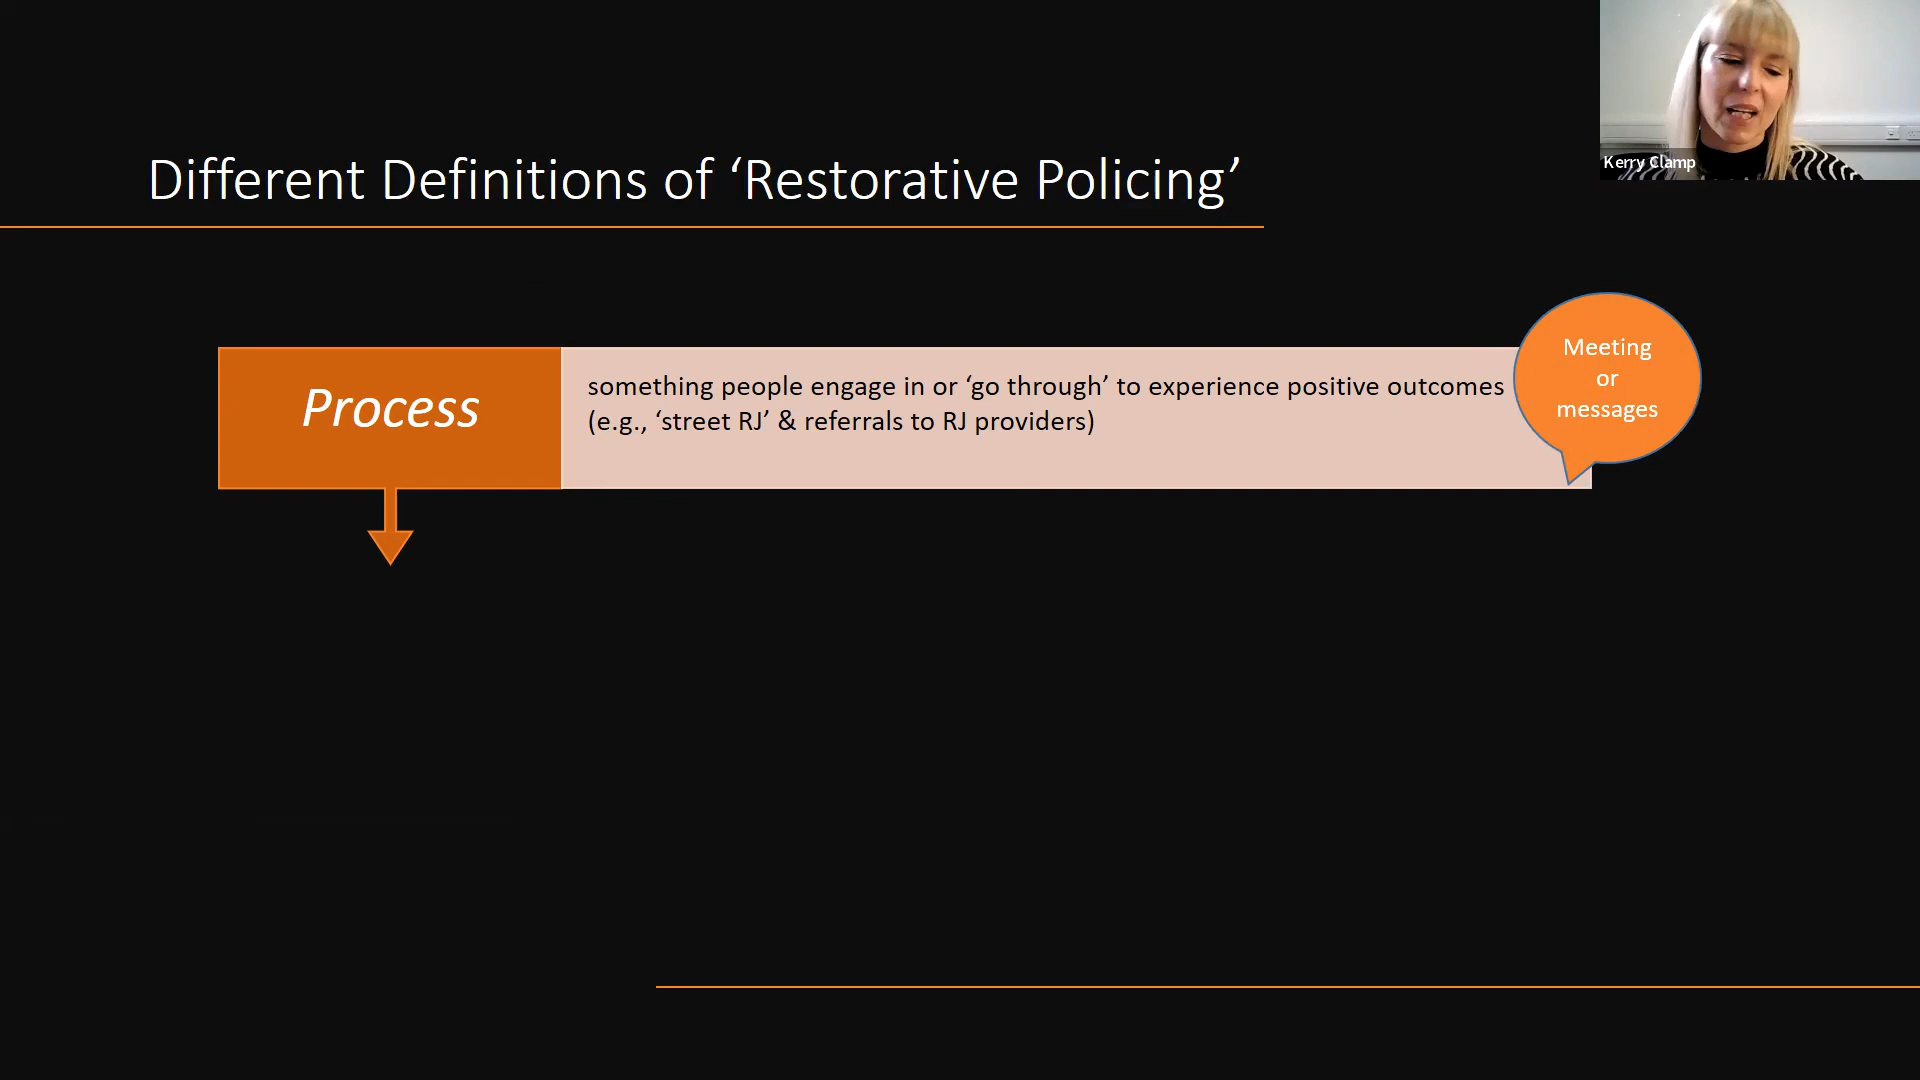 Kerry Clamp
Different Definitions of ‘Restorative Policing’
Process
something people engage in or ‘go through’ to experience positive outcomes
(e.g., ‘street RJ’ & referrals to RJ providers)
Meeting
or
messages